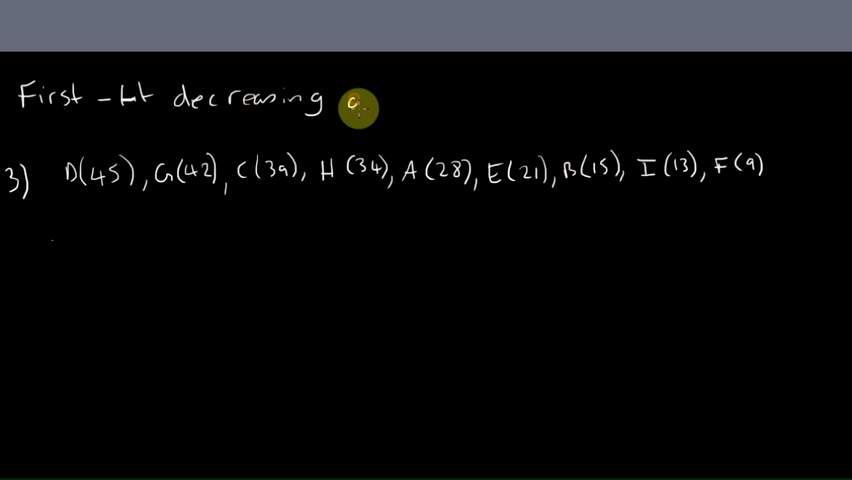 First-fit decreasing a
3) D(45), G(42), C(39), H(34), A(28), E(21), B(15), I(13), F(9)